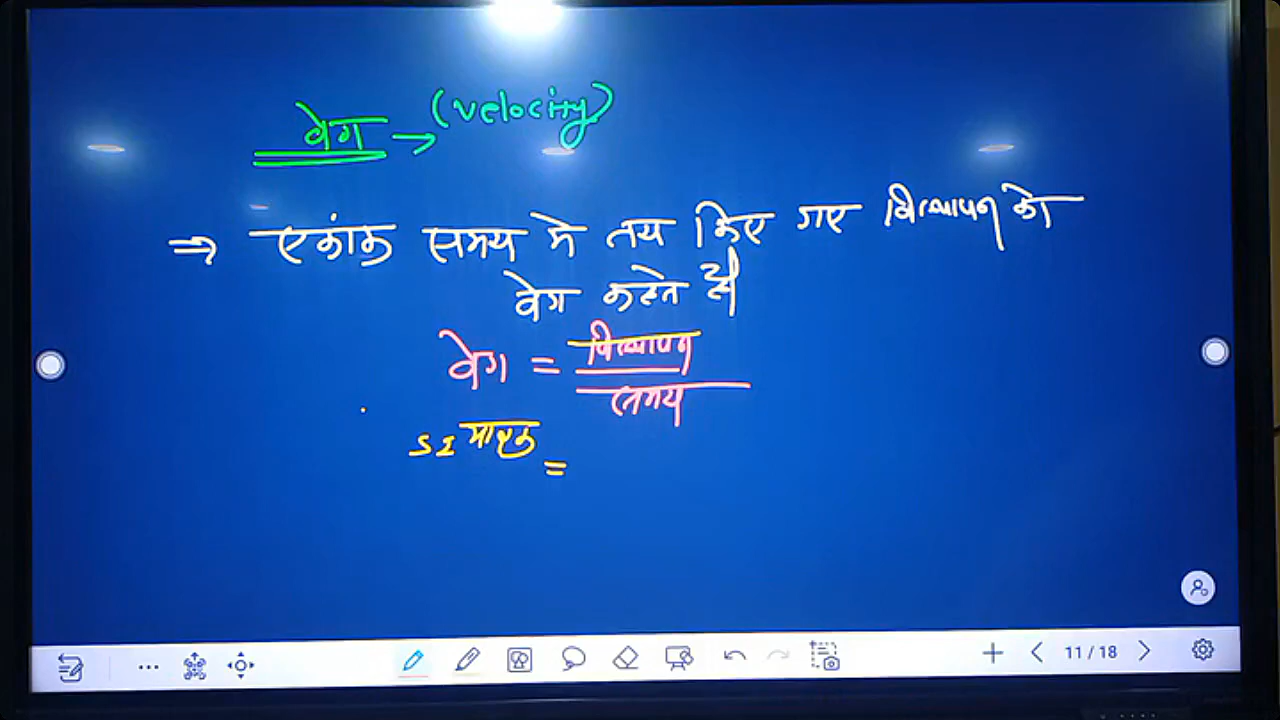 वेग → (velocity)
⇒ एकांक समय मे तय किए गए विस्थापन को
वेग कहते है।
वेग = विस्थापन
समय
SI मात्रक =
11 / 18